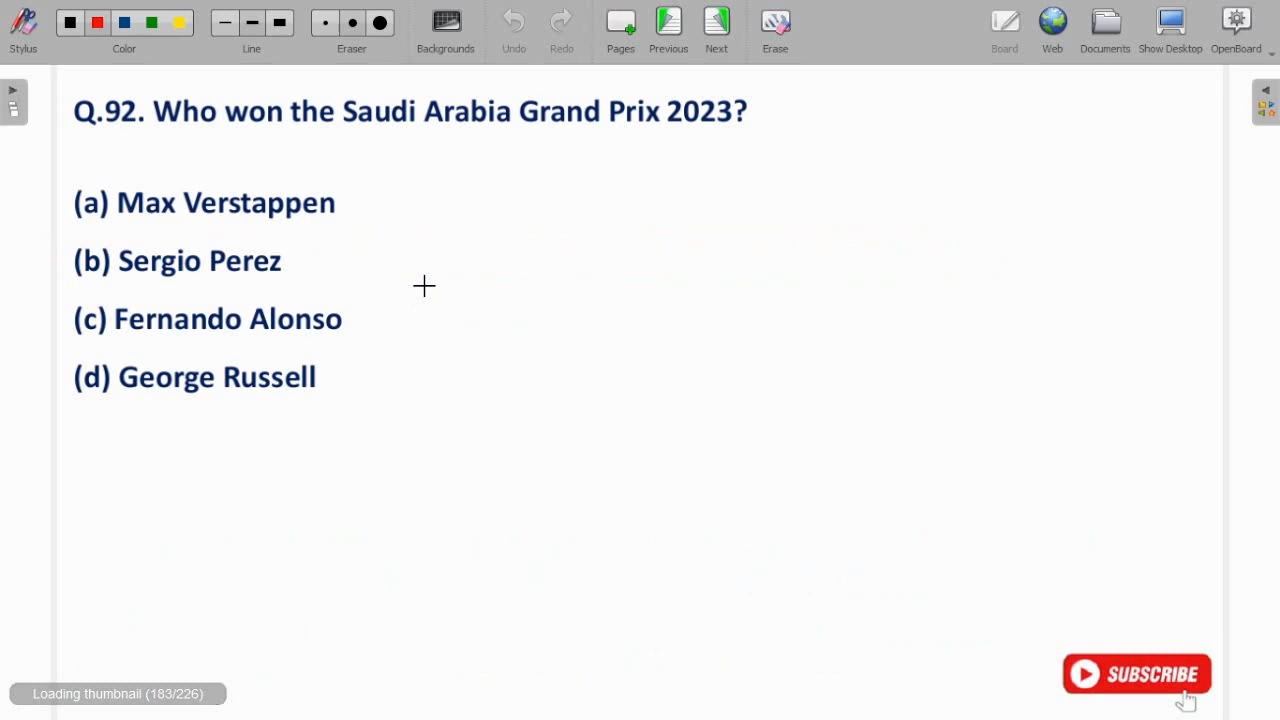 Stylus Color Line Eraser Backgrounds Undo Redo Pages Previous Next Erase Board Web Documents Show Desktop OpenBoard
Q.92. Who won the Saudi Arabia Grand Prix 2023?
(a) Max Verstappen
(b) Sergio Perez
(c) Fernando Alonso
(d) George Russell
SUBSCRIBE
Loading thumbnail (183/226)